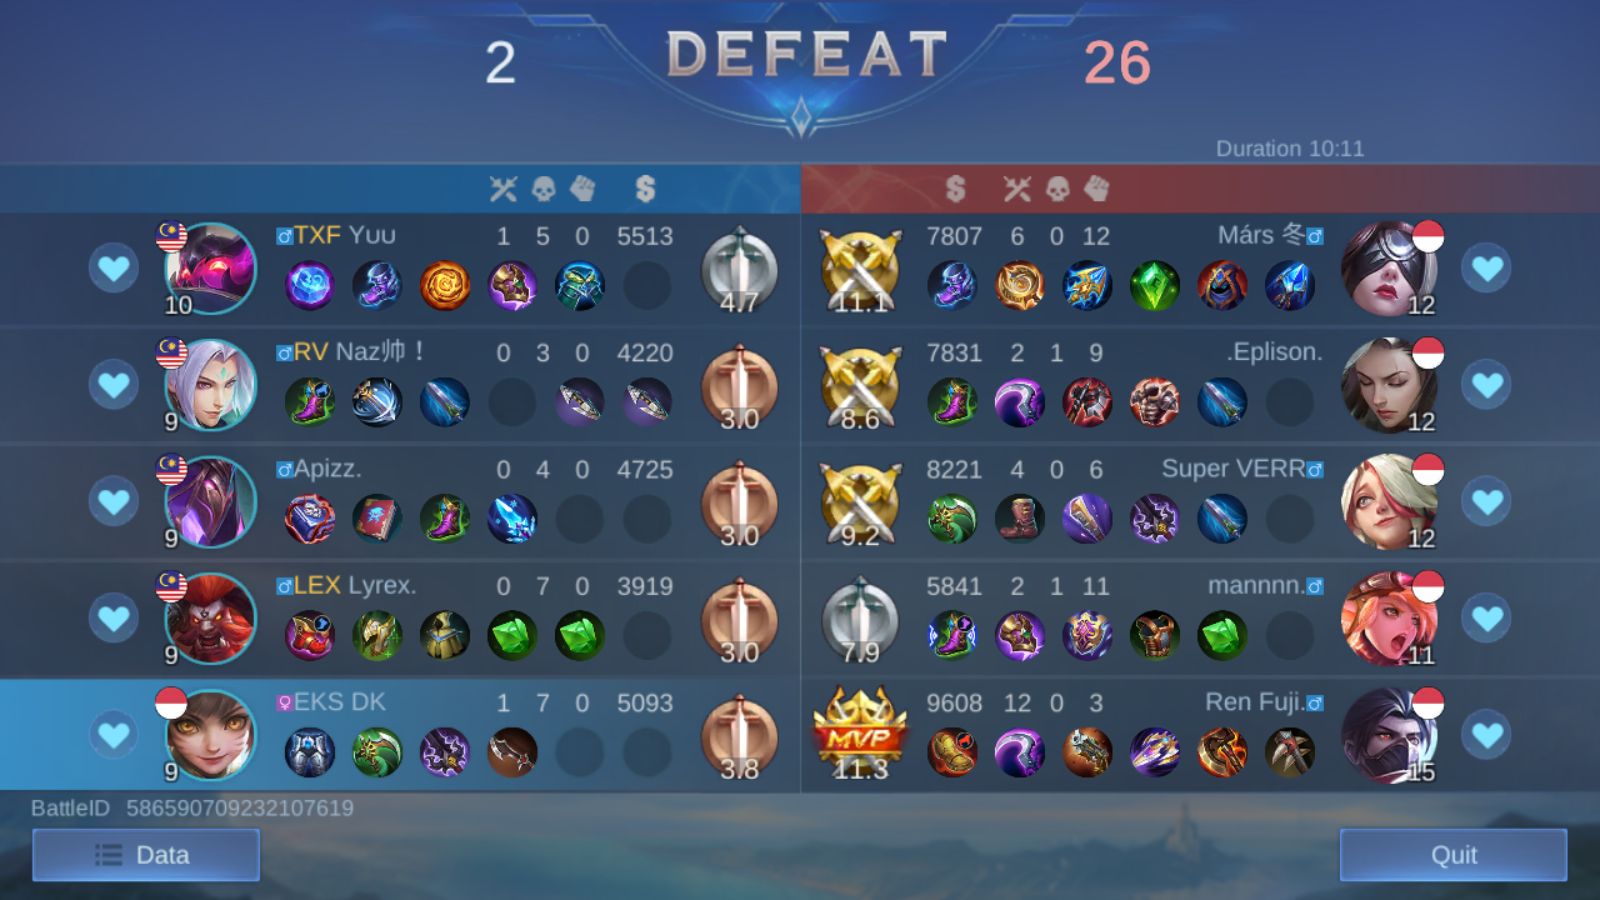 2 DEFEAT 26
Duration 10:11
TXF Yuu 1 5 0 5513
10 4.7
7807 6 0 12 Márs 冬
11.1 12
RV Naz帅！ 0 3 0 4220
9 3.0
7831 2 1 9 .Eplison.
8.6 12
Apizz. 0 4 0 4725
9 3.0
8221 4 0 6 Super VERR
9.2 12
LEX Lyrex. 0 7 0 3919
9 3.0
5841 2 1 11 mannnn.
7.9 11
EKS DK 1 7 0 5093
9 3.8
9608 12 0 3 Ren Fuji.
MVP
11.3 15
BattleID 586590709232107619
Data
Quit